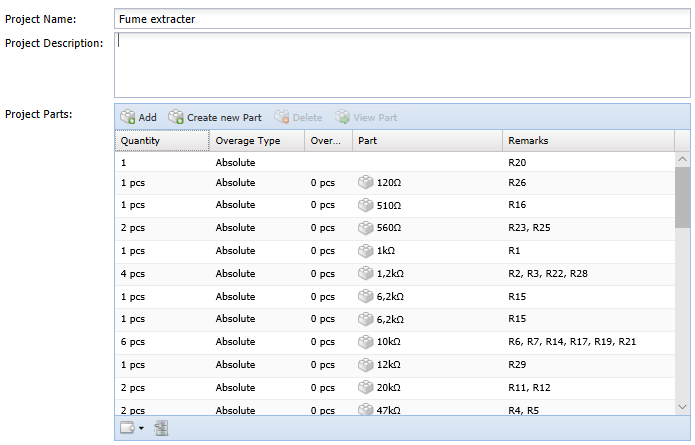 Project Name: Fume extracter
Project Description:
Project Parts: Add Create new Part Delete View Part
Quantity Overage Type Over... Part Remarks
1 Absolute R20
1 pcs Absolute 0 pcs 120Ω R26
1 pcs Absolute 0 pcs 510Ω R16
2 pcs Absolute 0 pcs 560Ω R23, R25
1 pcs Absolute 0 pcs 1kΩ R1
4 pcs Absolute 0 pcs 1,2kΩ R2, R3, R22, R28
1 pcs Absolute 0 pcs 6,2kΩ R15
1 pcs Absolute 0 pcs 6,2kΩ R15
6 pcs Absolute 0 pcs 10kΩ R6, R7, R14, R17, R19, R21
1 pcs Absolute 0 pcs 12kΩ R29
2 pcs Absolute 0 pcs 20kΩ R11, R12
2 pcs Absolute 0 pcs 47kΩ R4, R5